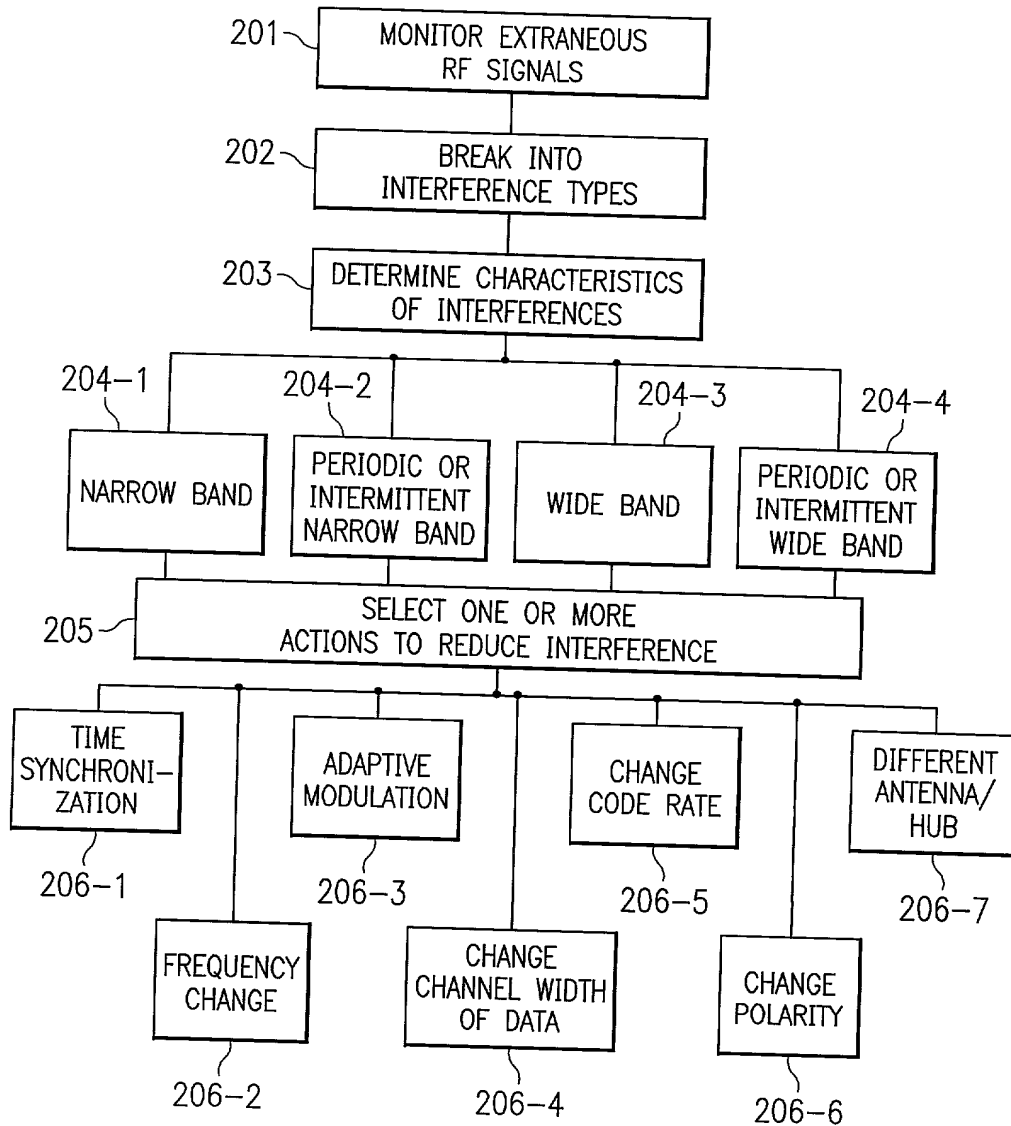 201
MONITOR EXTRANEOUS
RF SIGNALS
202
BREAK INTO
INTERFERENCE TYPES
203
DETERMINE CHARACTERISTICS
OF INTERFERENCES
204-1
204-2
204-3
204-4
NARROW BAND
PERIODIC OR
INTERMITTENT
NARROW BAND
WIDE BAND
PERIODIC OR
INTERMITTENT
WIDE BAND
205
SELECT ONE OR MORE
ACTIONS TO REDUCE INTERFERENCE
TIME
SYNCHRONI-
ZATION
206-1
ADAPTIVE
MODULATION
206-3
CHANGE
CODE RATE
206-5
DIFFERENT
ANTENNA/
HUB
206-7
FREQUENCY
CHANGE
206-2
CHANGE
CHANNEL WIDTH
OF DATA
206-4
CHANGE
POLARITY
206-6